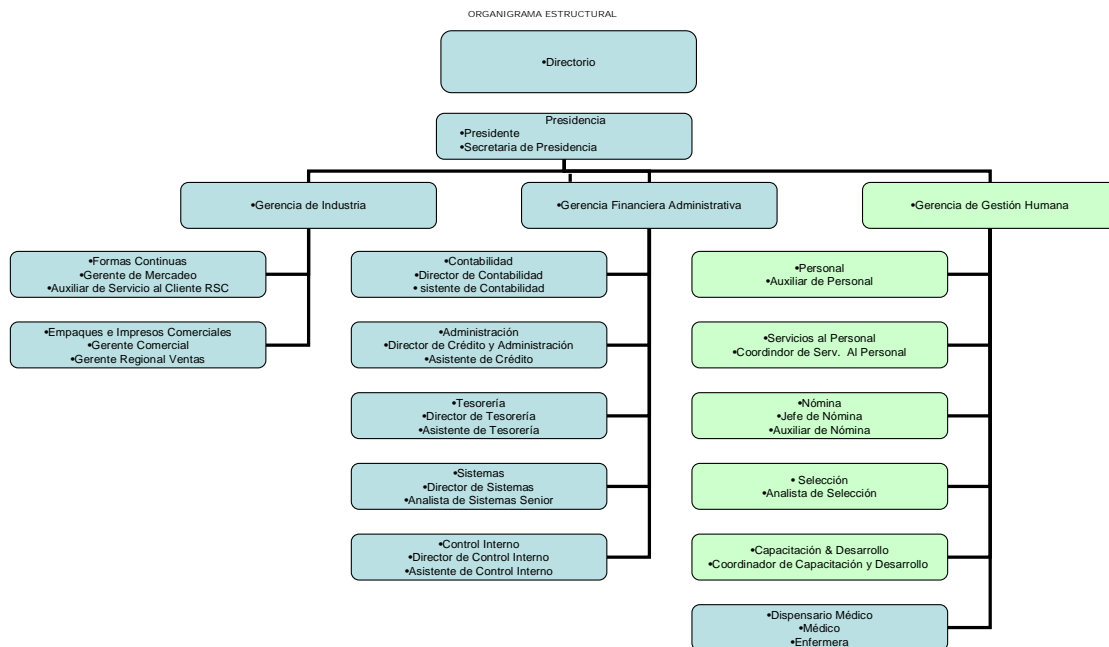 ORGANIGRAMA ESTRUCTURAL
•Directorio
Presidencia
•Presidente
•Secretaria de Presidencia
•Gerencia de Industria
•Gerencia Financiera Administrativa
•Gerencia de Gestión Humana
•Formas Continuas
•Gerente de Mercadeo
•Auxiliar de Servicio al Cliente RSC
•Empaques e Impresos Comerciales
•Gerente Comercial
•Gerente Regional Ventas
•Contabilidad
•Director de Contabilidad
• sistente de Contabilidad
•Administración
•Director de Crédito y Administración
•Asistente de Crédito
•Tesorería
•Director de Tesorería
•Asistente de Tesorería
•Sistemas
•Director de Sistemas
•Analista de Sistemas Senior
•Control Interno
•Director de Control Interno
•Asistente de Control Interno
•Personal
•Auxiliar de Personal
•Servicios al Personal
•Coordindor de Serv. Al Personal
•Nómina
•Jefe de Nómina
•Auxiliar de Nómina
• Selección
•Analista de Selección
•Capacitación & Desarrollo
•Coordinador de Capacitación y Desarrollo
•Dispensario Médico
•Médico
•Enfermera